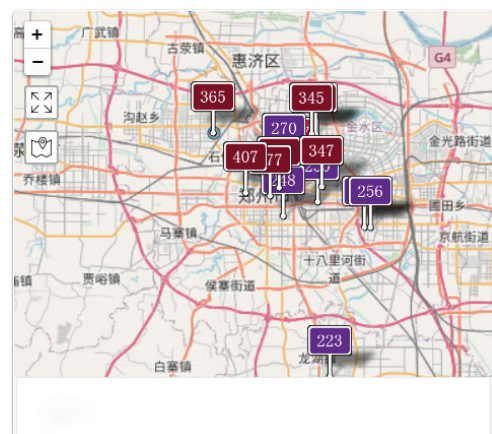 广武镇
+
古荥镇
惠济区
G4
−
365
345
沟赵乡
270
金水区
金光路街道
407
77
347
248
256
乔楼镇
圃田乡
马寨镇
京航街道
十八里河街
道
贾峪镇
侯寨街道
223
白寨镇